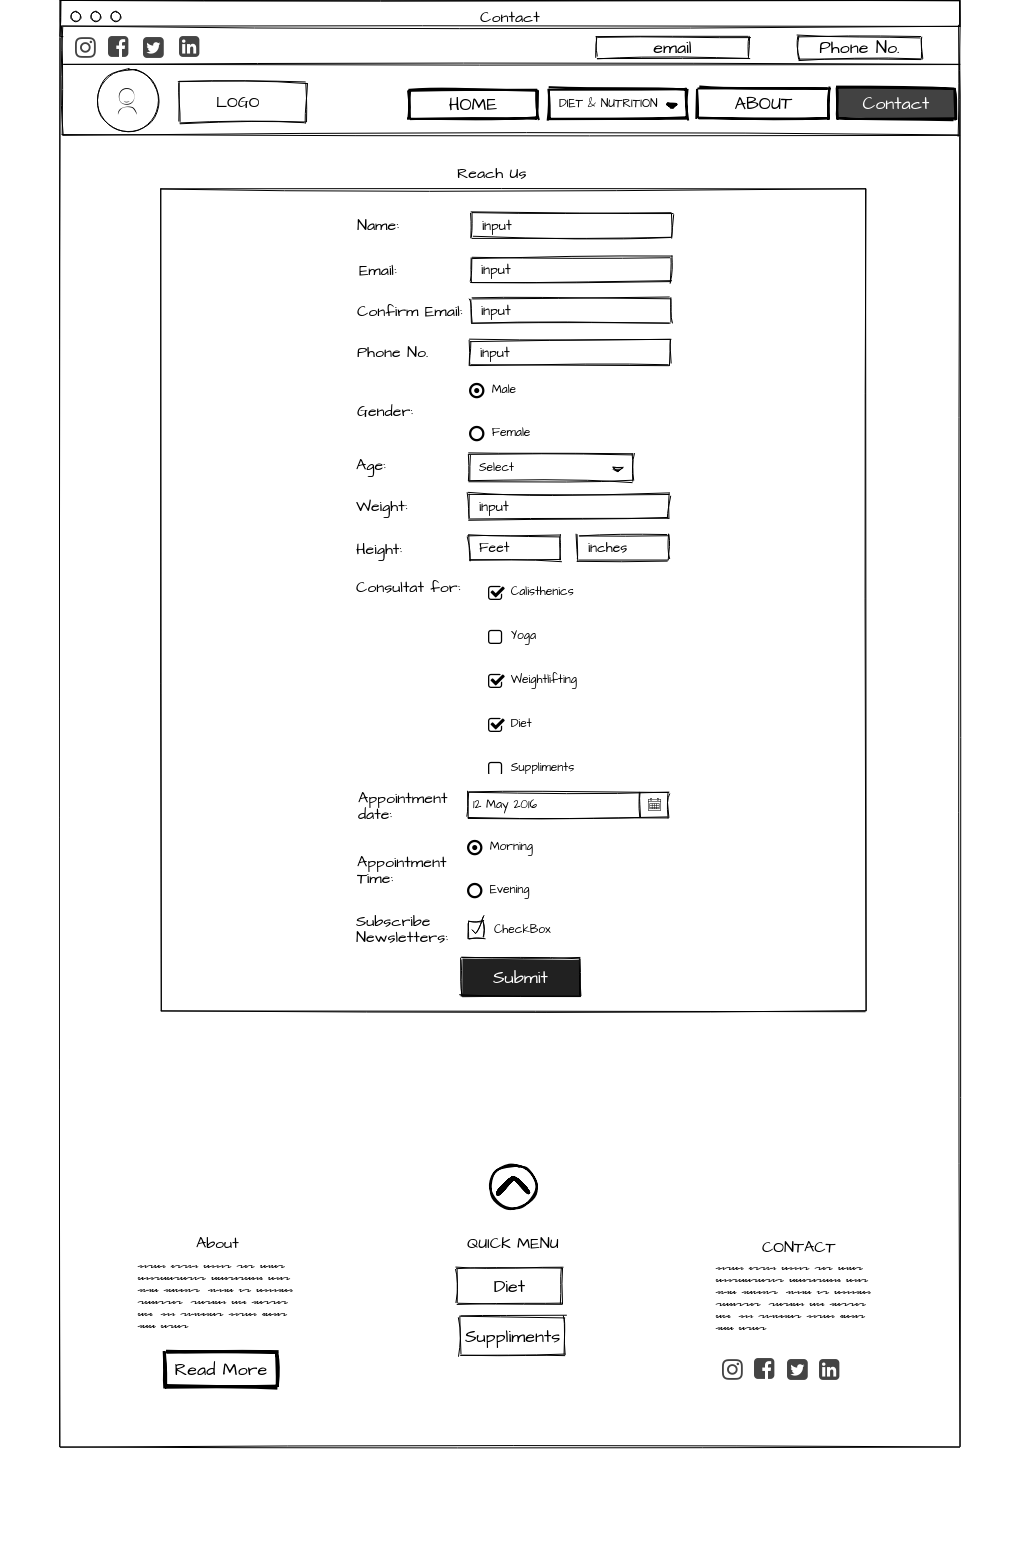 Contact
email
Phone No.
LOGO
HOME
DIET & NUTRITION
ABOUT
Contact
Reach Us
Name:
input
Email:
input
Confirm Email:
input
Phone No.
input
Male
Gender:
Female
Age:
Select
Weight:
input
Height:
Feet
inches
Consultat for:
Calisthenics
Yoga
Weightlifting
Diet
Suppliments
Appointment
date:
12 May 2016
Morning
Appointment
Time:
Evening
Subscribe
Newsletters:
CheckBox
Submit
About
QUICK MENU
CONTACT
Diet
Suppliments
Read More